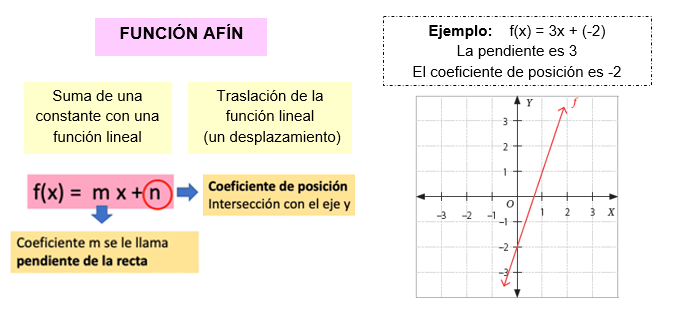 FUNCIÓN AFÍN
Suma de una
constante con una
función lineal
Traslación de la
función lineal
(un desplazamiento)
f(x) = m x + n
Coeficiente de posición
Intersección con el eje y
Coeficiente m se le llama
pendiente de la recta
Ejemplo: f(x) = 3x + (-2)
La pendiente es 3
El coeficiente de posición es -2
Y
f
3
2
1
O
-3 -2 -1 1 2 3 X
-1
-2
-3